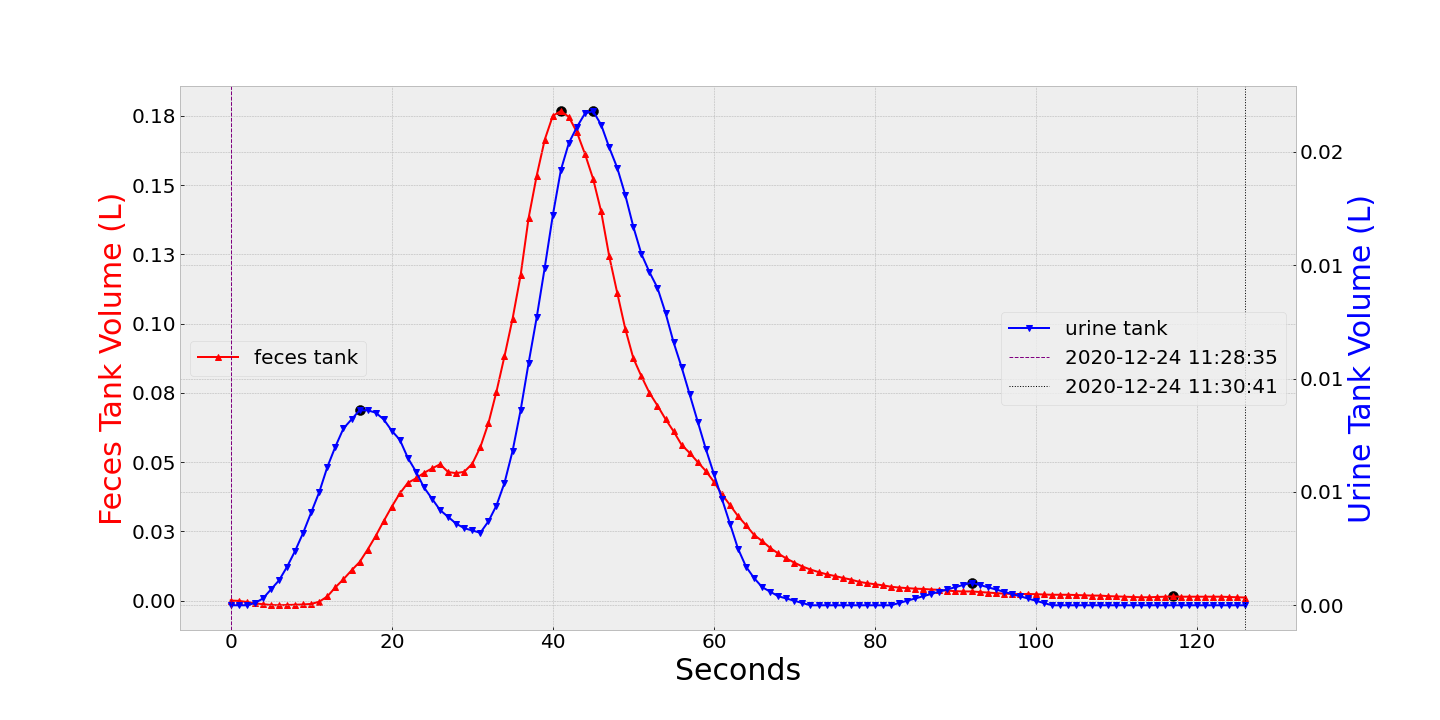 Feces Tank Volume (L)
0.18
0.15
0.13
0.10
0.08
0.05
0.03
0.00
feces tank
urine tank
2020-12-24 11:28:35
2020-12-24 11:30:41
0.02
0.01
0.01
0.01
0.00
Urine Tank Volume (L)
0 20 40 60 80 100 120
Seconds